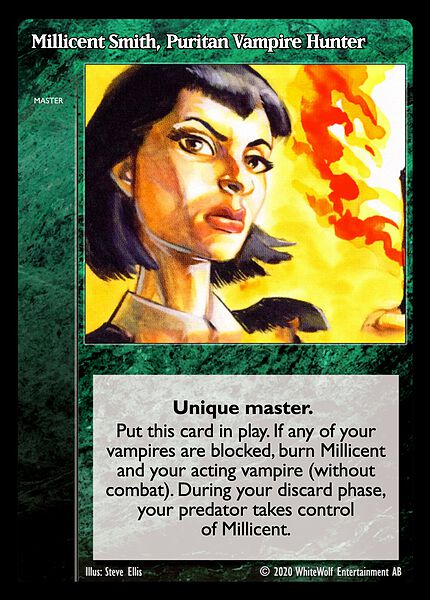 Millicent Smith, Puritan Vampire Hunter
MASTER
Unique master.
Put this card in play. If any of your
vampires are blocked, burn Millicent
and your acting vampire (without
combat). During your discard phase,
your predator takes control
of Millicent.
Illus: Steve Ellis
© 2020 WhiteWolf Entertainment AB